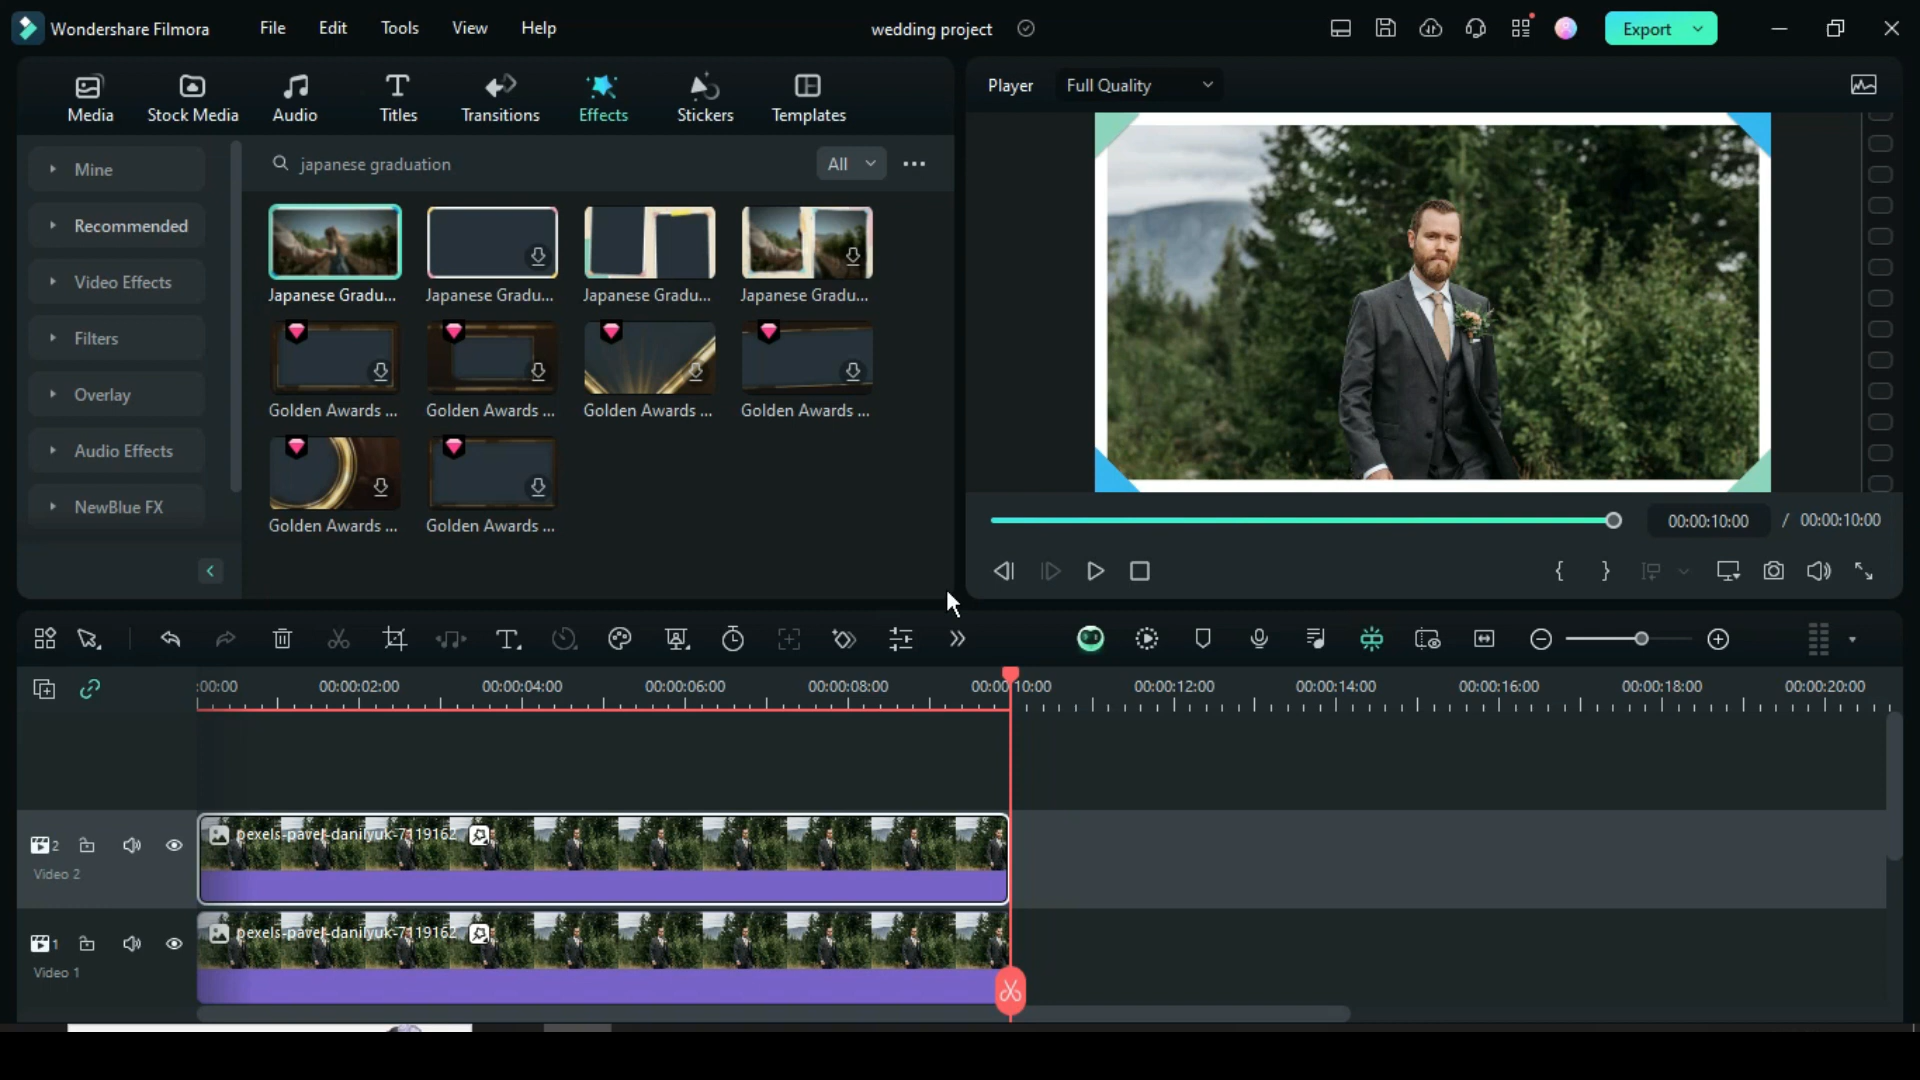 Wondershare Filmora File Edit Tools View Help wedding project Export
Media Stock Media Audio Titles Transitions Effects Stickers Templates
Player Full Quality
Mine
Recommended
Video Effects
Filters
Overlay
Audio Effects
NewBlue FX
japanese graduation All
Japanese Gradu... Japanese Gradu... Japanese Gradu... Japanese Gradu...
Golden Awards ... Golden Awards ... Golden Awards ... Golden Awards ...
Golden Awards ... Golden Awards ...
00:00:10:00 / 00:00:10:00
:00:00 00:00:02:00 00:00:04:00 00:00:06:00 00:00:08:00 00:00:10:00 00:00:12:00 00:00:14:00 00:00:16:00 00:00:18:00 00:00:20:00
2
Video 2
pexels-pavel-danilyuk-7119162
1
Video 1
pexels-pavel-danilyuk-7119162